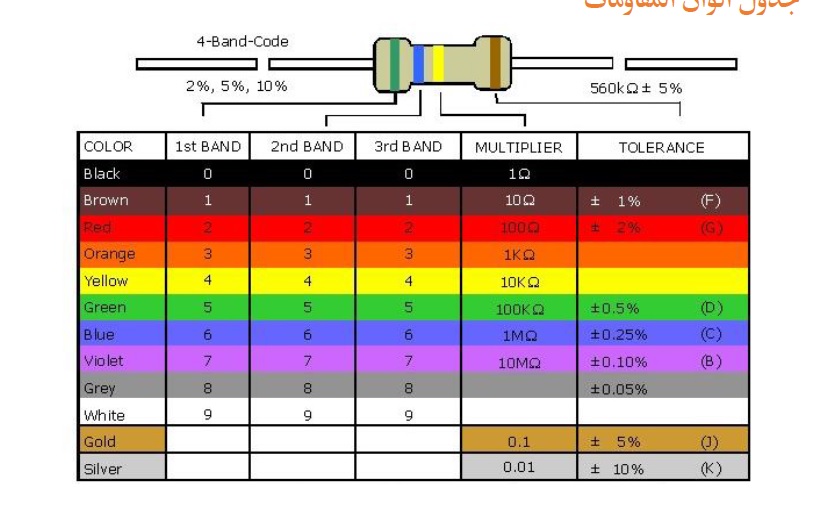 جدول ألوان المقاومات
4-Band-Code
2%, 5%, 10%
560kΩ ± 5%
COLOR 1st BAND 2nd BAND 3rd BAND MULTIPLIER TOLERANCE
Black 0 0 0 1Ω
Brown 1 1 1 10Ω ± 1% (F)
Red 2 2 2 100Ω ± 2% (G)
Orange 3 3 3 1KΩ
Yellow 4 4 4 10KΩ
Green 5 5 5 100KΩ ±0.5% (D)
Blue 6 6 6 1MΩ ±0.25% (C)
Violet 7 7 7 10MΩ ±0.10% (B)
Grey 8 8 8 ±0.05%
White 9 9 9
Gold 0.1 ± 5% (J)
Silver 0.01 ± 10% (K)